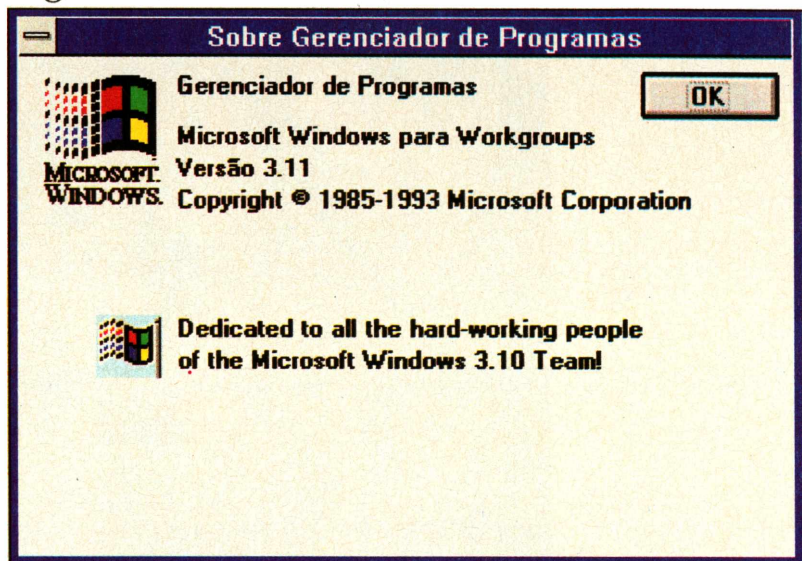 Sobre Gerenciador de Programas
Gerenciador de Programas
OK
Microsoft Windows para Workgroups
Versão 3.11
Copyright © 1985-1993 Microsoft Corporation
MICROSOFT.
WINDOWS.
Dedicated to all the hard-working people
of the Microsoft Windows 3.10 Team!